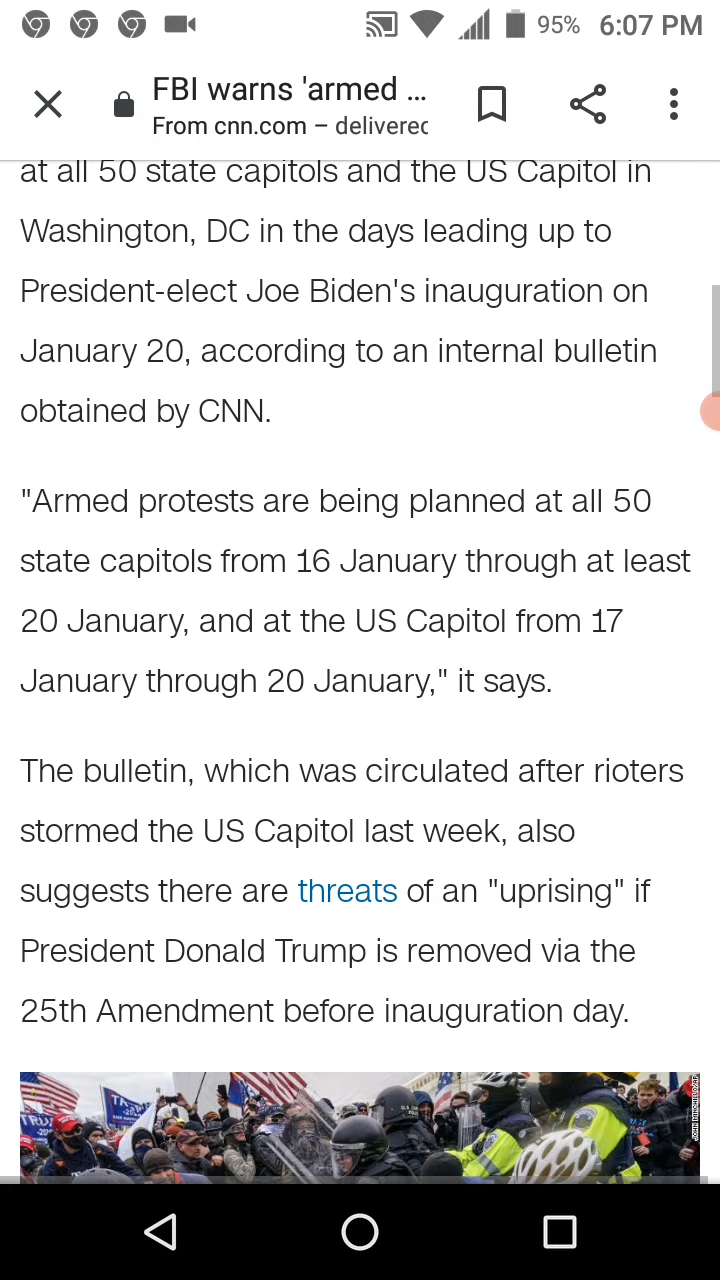 95% 6:07 PM
FBI warns 'armed ...
From cnn.com – delivered
at all 50 state capitols and the US Capitol in
Washington, DC in the days leading up to
President-elect Joe Biden's inauguration on
January 20, according to an internal bulletin
obtained by CNN.
"Armed protests are being planned at all 50
state capitols from 16 January through at least
20 January, and at the US Capitol from 17
January through 20 January," it says.
The bulletin, which was circulated after rioters
stormed the US Capitol last week, also
suggests there are threats of an "uprising" if
President Donald Trump is removed via the
25th Amendment before inauguration day.
JOHN MINCHILLO/AP